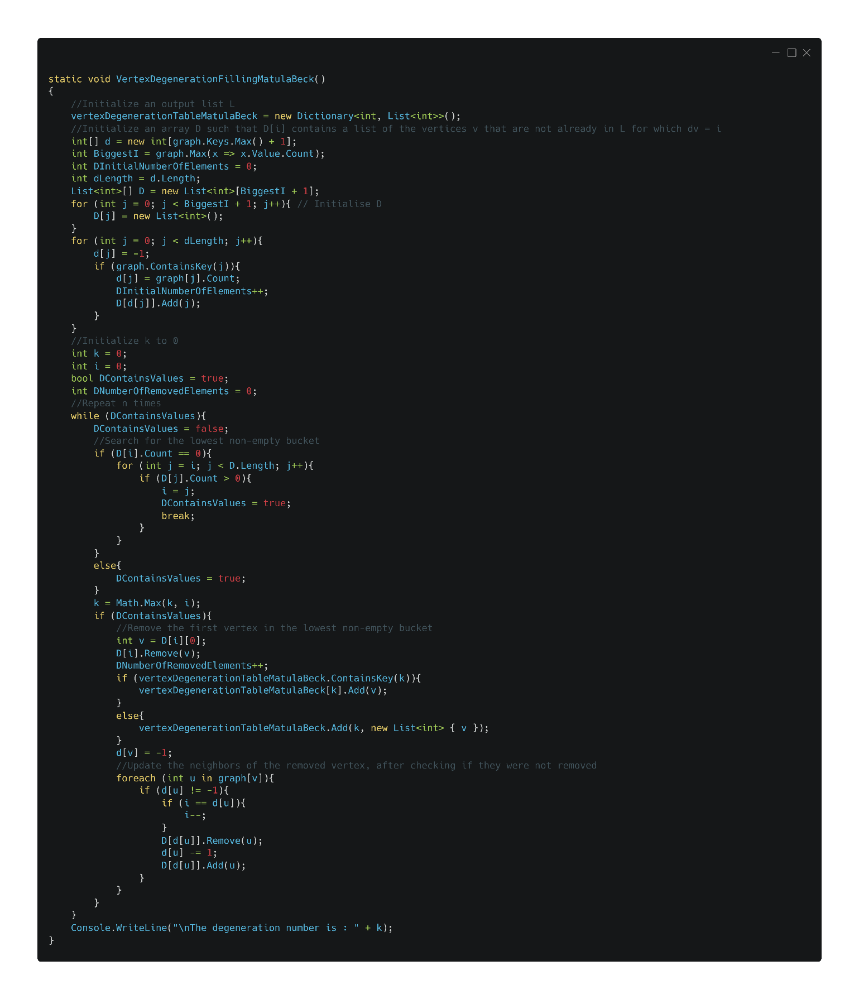 static void VertexDegenerationFillingMatulaBeck()
{
    //Initialize an output list L
    vertexDegenerationTableMatulaBeck = new Dictionary<int, List<int>>();
    //Initialize an array D such that D[i] contains a list of the vertices v that are not already in L for which dv = i
    int[] d = new int[graph.Keys.Max() + 1];
    int BiggestI = graph.Max(x => x.Value.Count);
    int DInitialNumberOfElements = 0;
    int dLength = d.Length;
    List<int>[] D = new List<int>[BiggestI + 1];
    for (int j = 0; j < BiggestI + 1; j++){ // Initialise D
        D[j] = new List<int>();
    }
    for (int j = 0; j < dLength; j++){
        d[j] = -1;
        if (graph.ContainsKey(j)){
            d[j] = graph[j].Count;
            DInitialNumberOfElements++;
            D[d[j]].Add(j);
        }
    }
    //Initialize k to 0
    int k = 0;
    int i = 0;
    bool DContainsValues = true;
    int DNumberOfRemovedElements = 0;
    //Repeat n times
    while (DContainsValues){
        DContainsValues = false;
        //Search for the lowest non-empty bucket
        if (D[i].Count == 0){
            for (int j = i; j < D.Length; j++){
                if (D[j].Count > 0){
                    i = j;
                    DContainsValues = true;
                    break;
                }
            }
        }
        else{
            DContainsValues = true;
        }
        k = Math.Max(k, i);
        if (DContainsValues){
            //Remove the first vertex in the lowest non-empty bucket
            int v = D[i][0];
            D[i].Remove(v);
            DNumberOfRemovedElements++;
            if (vertexDegenerationTableMatulaBeck.ContainsKey(k)){
                vertexDegenerationTableMatulaBeck[k].Add(v);
            }
            else{
                vertexDegenerationTableMatulaBeck.Add(k, new List<int> { v });
            }
            d[v] = -1;
            //Update the neighbors of the removed vertex, after checking if they were not removed
            foreach (int u in graph[v]){
                if (d[u] != -1){
                    if (i == d[u]){
                        i--;
                    }
                    D[d[u]].Remove(u);
                    d[u] -= 1;
                    D[d[u]].Add(u);
                }
            }
        }
    }
    Console.WriteLine("\nThe degeneration number is : " + k);
}